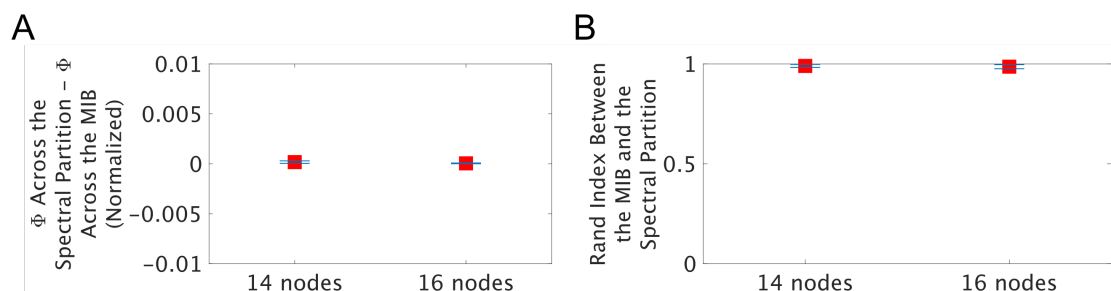 A
Φ Across the
Spectral Partition – Φ
Across the MIB
(Normalized)
0.01
0.005
0
−0.005
−0.01
14 nodes
16 nodes
B
Rand Index Between
the MIB and the
Spectral Partition
1
0.5
0
14 nodes
16 nodes